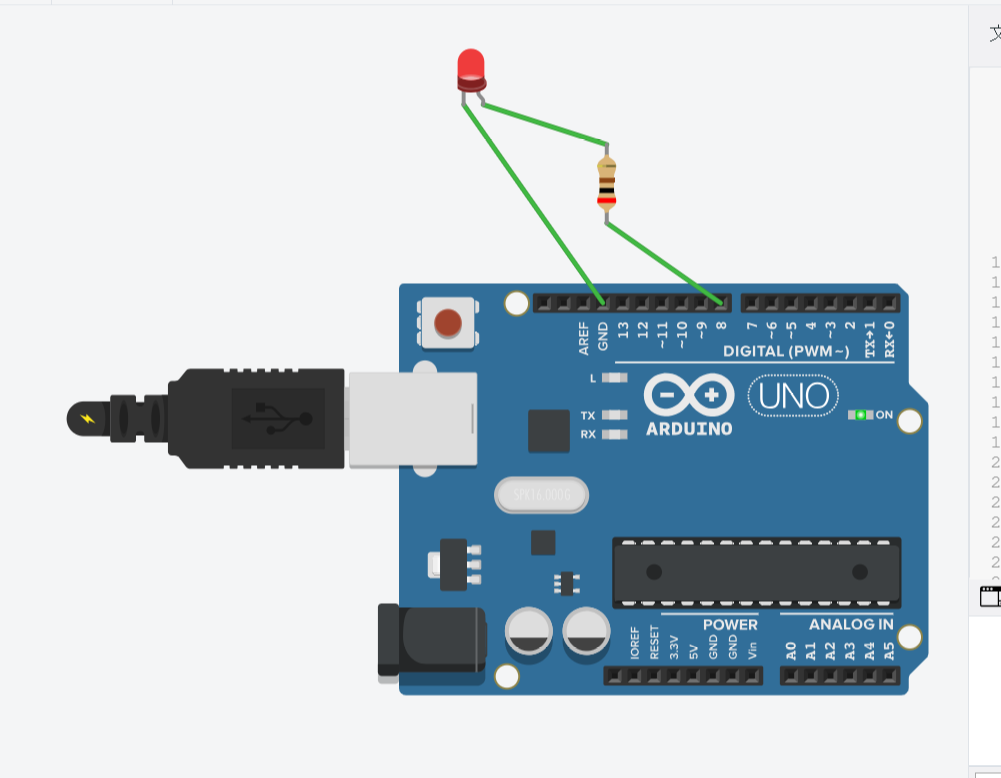 文
AREF
GND
13
12
~11
~10
~9
8
7
~6
~5
4
~3
2
TX→1
RX←0
DIGITAL (PWM~)
L
TX
RX
ARDUINO
UNO
ON
SPK16.000G
POWER
ANALOG IN
IOREF
RESET
3.3V
5V
GND
GND
Vin
A0
A1
A2
A3
A4
A5
1
1
1
1
1
1
1
1
1
1
2
2
2
2
2
2